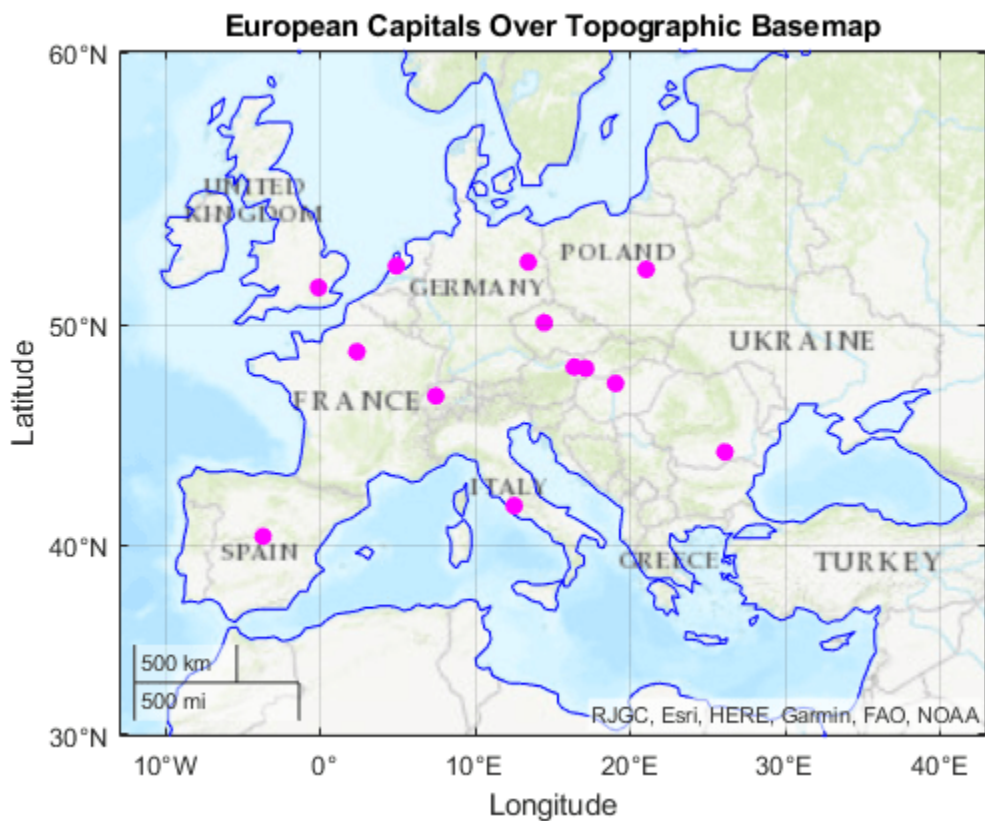 European Capitals Over Topographic Basemap
60°N
UNITED
KINGDOM
POLAND
GERMANY
50°N
UKRAINE
FRANCE
Latitude
ITALY
40°N
SPAIN
GREECE
TURKEY
500 km
500 mi
RJGC, Esri, HERE, Garmin, FAO, NOAA
30°N
10°W 0° 10°E 20°E 30°E 40°E
Longitude